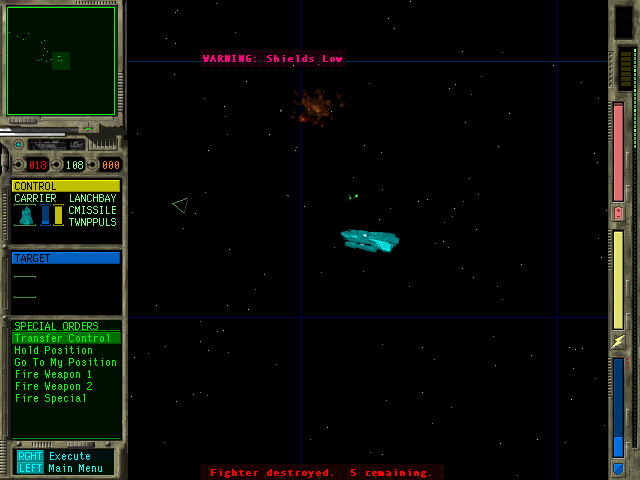 WARNING: Shields Low
018 108 000
CONTROL
CARRIER LANCHBAY
CMISSILE
TWNPPULS
TARGET
SPECIAL ORDERS
Transfer Control
Hold Position
Go To My Position
Fire Weapon 1
Fire Weapon 2
Fire Special
RGHT Execute
LEFT Main Menu
Fighter destroyed. 5 remaining.